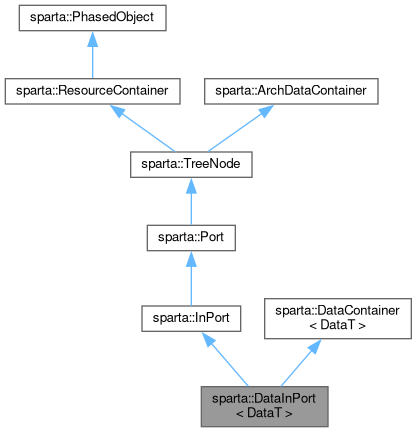 sparta::PhasedObject
sparta::ResourceContainer
sparta::ArchDataContainer
sparta::TreeNode
sparta::Port
sparta::InPort
sparta::DataContainer
< DataT >
sparta::DataInPort
< DataT >